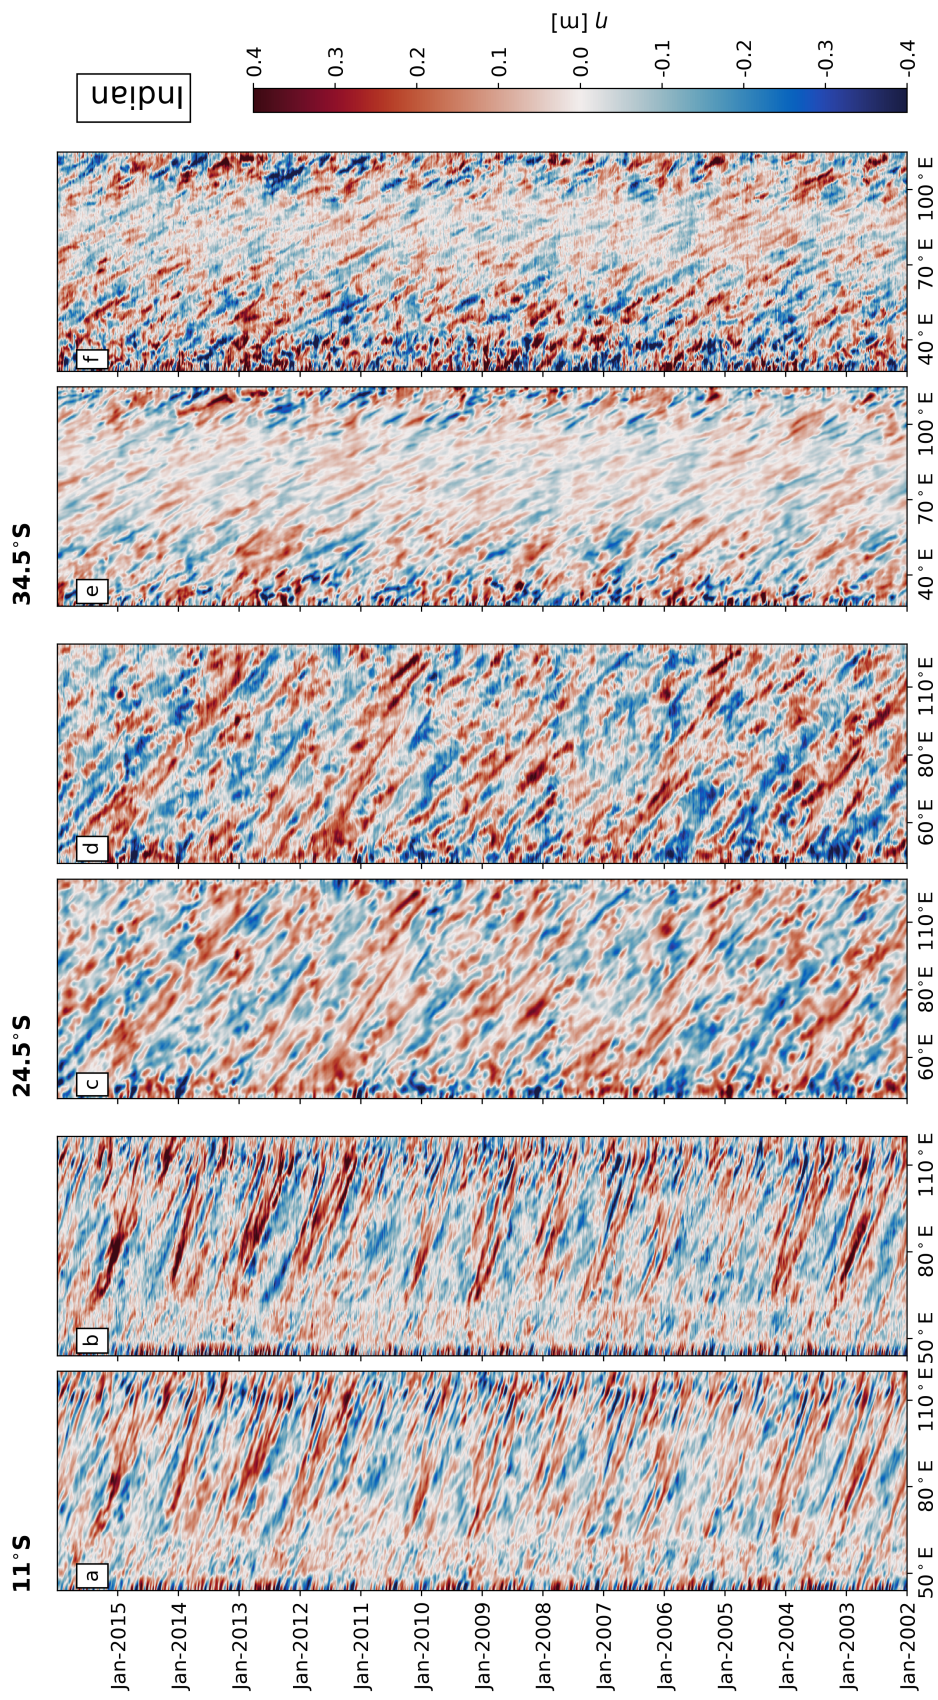 11°S
24.5°S
34.5°S
Indian
a
b
c
d
e
f
Jan-2015
Jan-2014
Jan-2013
Jan-2012
Jan-2011
Jan-2010
Jan-2009
Jan-2008
Jan-2007
Jan-2006
Jan-2005
Jan-2004
Jan-2003
Jan-2002
50°E 80°E 110°E
50°E 80°E 110°E
60°E 80°E 110°E
60°E 80°E 110°E
40°E 70°E 100°E
40°E 70°E 100°E
0.4
0.3
0.2
0.1
0.0
-0.1
-0.2
-0.3
-0.4
η [m]